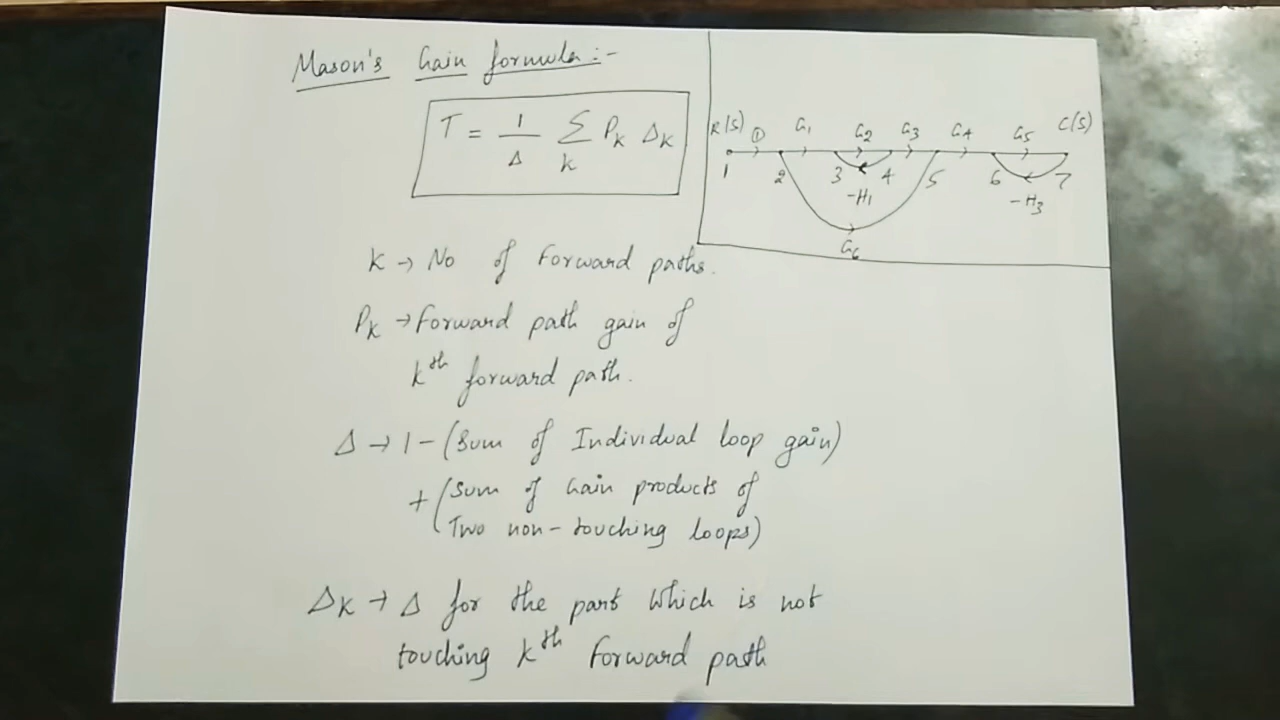 Mason's Gain formula:-
T = 1/Δ Σ_K P_K Δ_K
K → No of Forward paths.
P_K → Forward path gain of
k^th forward path.
Δ → 1 - (Sum of Individual loop gain)
+ (Sum of Gain products of
Two non-touching loops)
Δ_K → Δ for the part which is not
touching k^th Forward path
R(S) ① G1 G2 G3 G4 G5 C(S)
1 2 3 4 5 6 7
-H1 -H3
G6